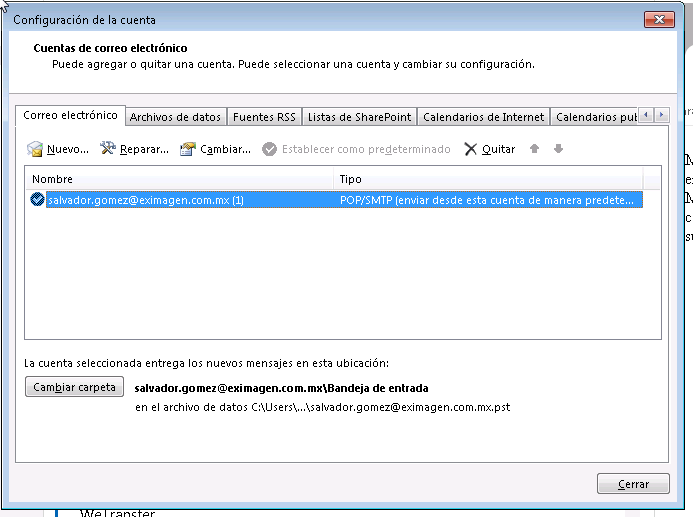 Configuración de la cuenta
Cuentas de correo electrónico
Puede agregar o quitar una cuenta. Puede seleccionar una cuenta y cambiar su configuración.
Correo electrónico Archivos de datos Fuentes RSS Listas de SharePoint Calendarios de Internet Calendarios pub
Nuevo... Reparar... Cambiar... Establecer como predeterminado Quitar
Nombre Tipo
salvador.gomez@eximagen.com.mx (1) POP/SMTP (enviar desde esta cuenta de manera predete...
La cuenta seleccionada entrega los nuevos mensajes en esta ubicación:
Cambiar carpeta salvador.gomez@eximagen.com.mx\Bandeja de entrada
en el archivo de datos C:\Users\...\salvador.gomez@eximagen.com.mx.pst
Cerrar
WeTransfer